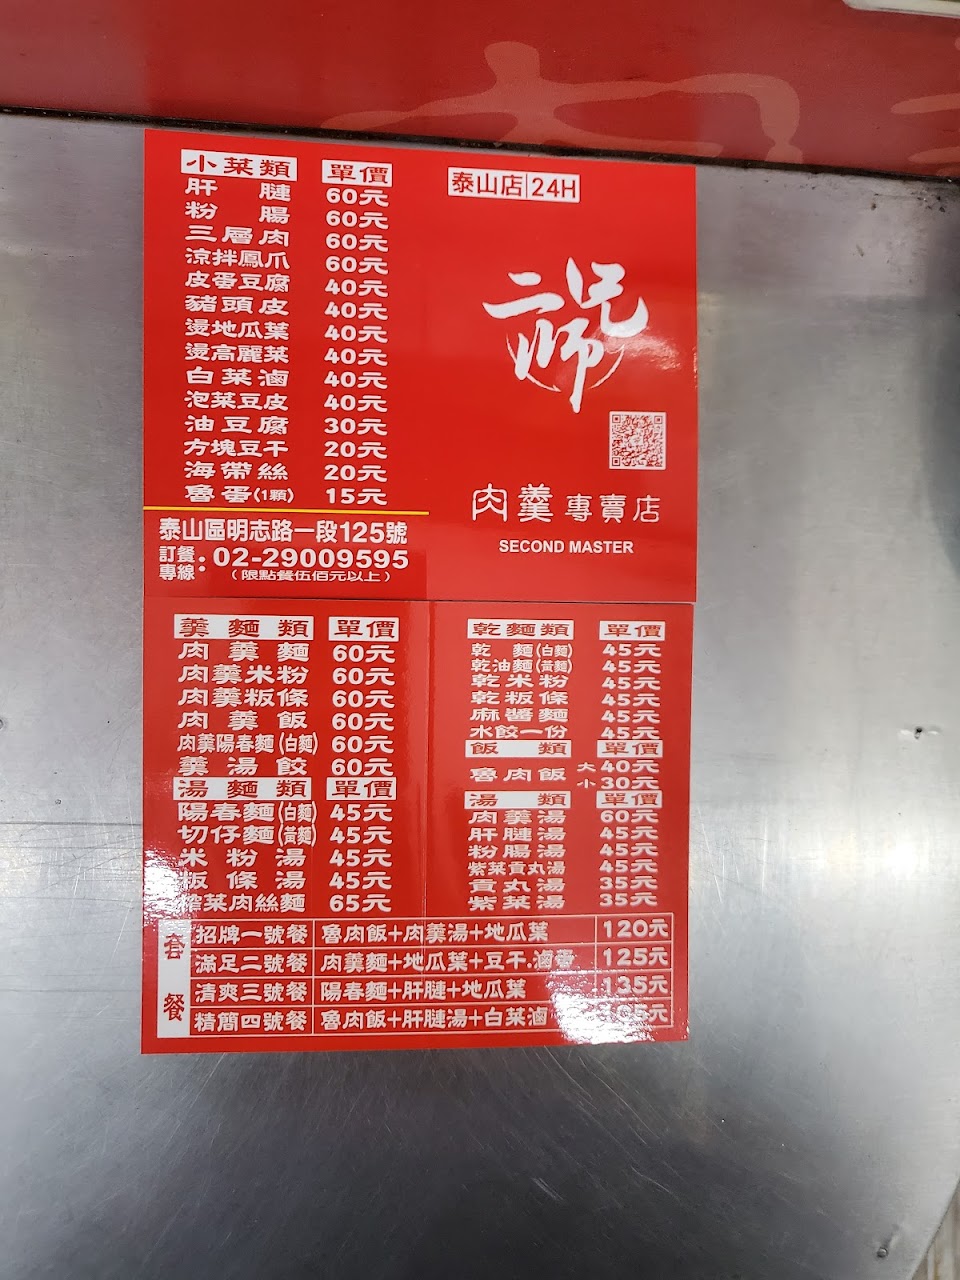 小菜類 單價
肝腱 60元
粉腸 60元
三層肉 60元
涼拌鳳爪 60元
皮蛋豆腐 40元
豬頭皮 40元
燙地瓜葉 40元
燙高麗菜 40元
白菜滷 40元
泡菜豆皮 40元
油豆腐 30元
方塊豆干 20元
海帶絲 20元
魯蛋(1顆) 15元
泰山區明志路一段125號
訂餐專線:02-29009595
(限點餐伍佰元以上)
泰山店|24H
二師兄
肉羹專賣店
SECOND MASTER
羹麵類 單價
肉羹麵 60元
肉羹米粉 60元
肉羹粄條 60元
肉羹飯 60元
肉羹陽春麵(白麵) 60元
羹湯餃 60元
湯麵類 單價
陽春麵(白麵) 45元
切仔麵(黃麵) 45元
米粉湯 45元
粄條湯 45元
榨菜肉絲麵 65元
乾麵類 單價
乾麵(白麵) 45元
乾油麵(黃麵) 45元
乾米粉 45元
乾粄條 45元
麻醬麵 45元
水餃一份 45元
飯類 單價
魯肉飯 大 40元
小 30元
湯類 單價
肉羹湯 60元
肝腱湯 45元
粉腸湯 45元
紫菜貢丸湯 45元
貢丸湯 35元
紫菜湯 35元
套餐
招牌一號餐 魯肉飯+肉羹湯+地瓜葉 120元
滿足二號餐 肉羹麵+地瓜葉+豆干.滷蛋 125元
清爽三號餐 陽春麵+肝腱+地瓜葉 135元
精簡四號餐 魯肉飯+肝腱湯+白菜滷 5元